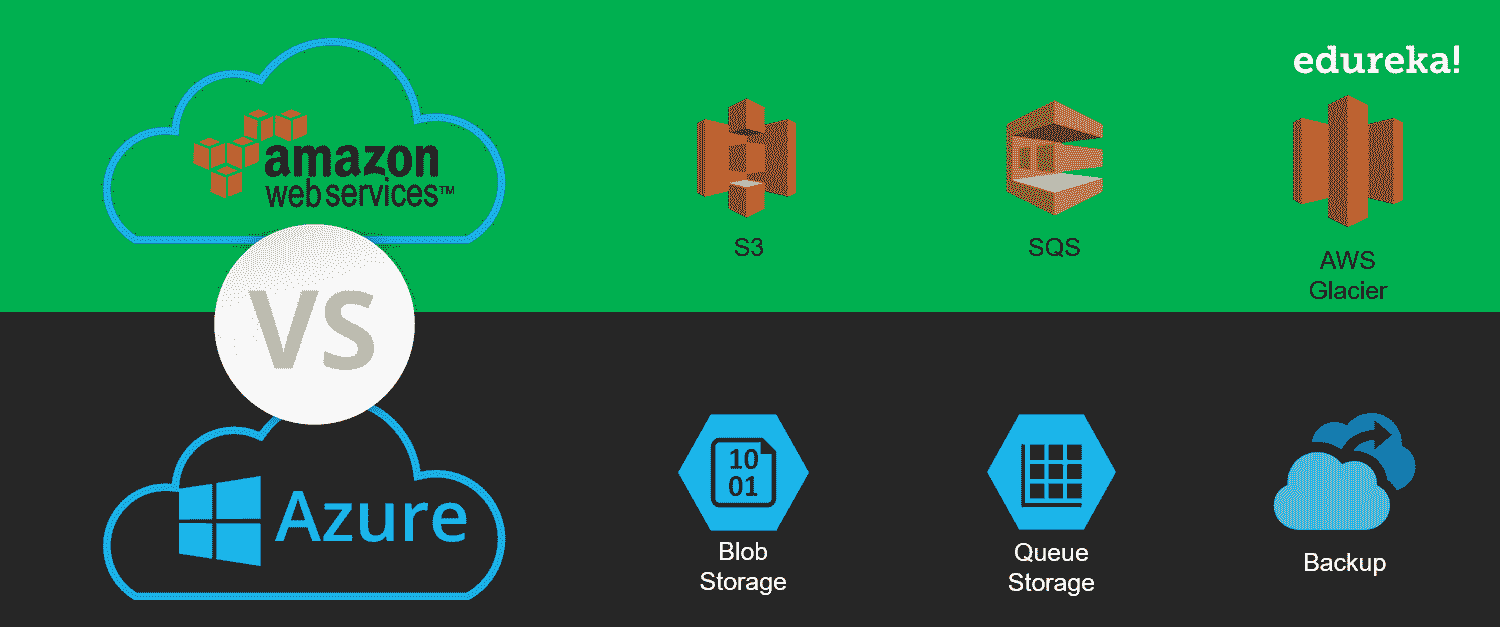 edureka!
amazon
web services™
S3
SQS
AWS
Glacier
VS
Azure
10
01
Blob
Storage
Queue
Storage
Backup